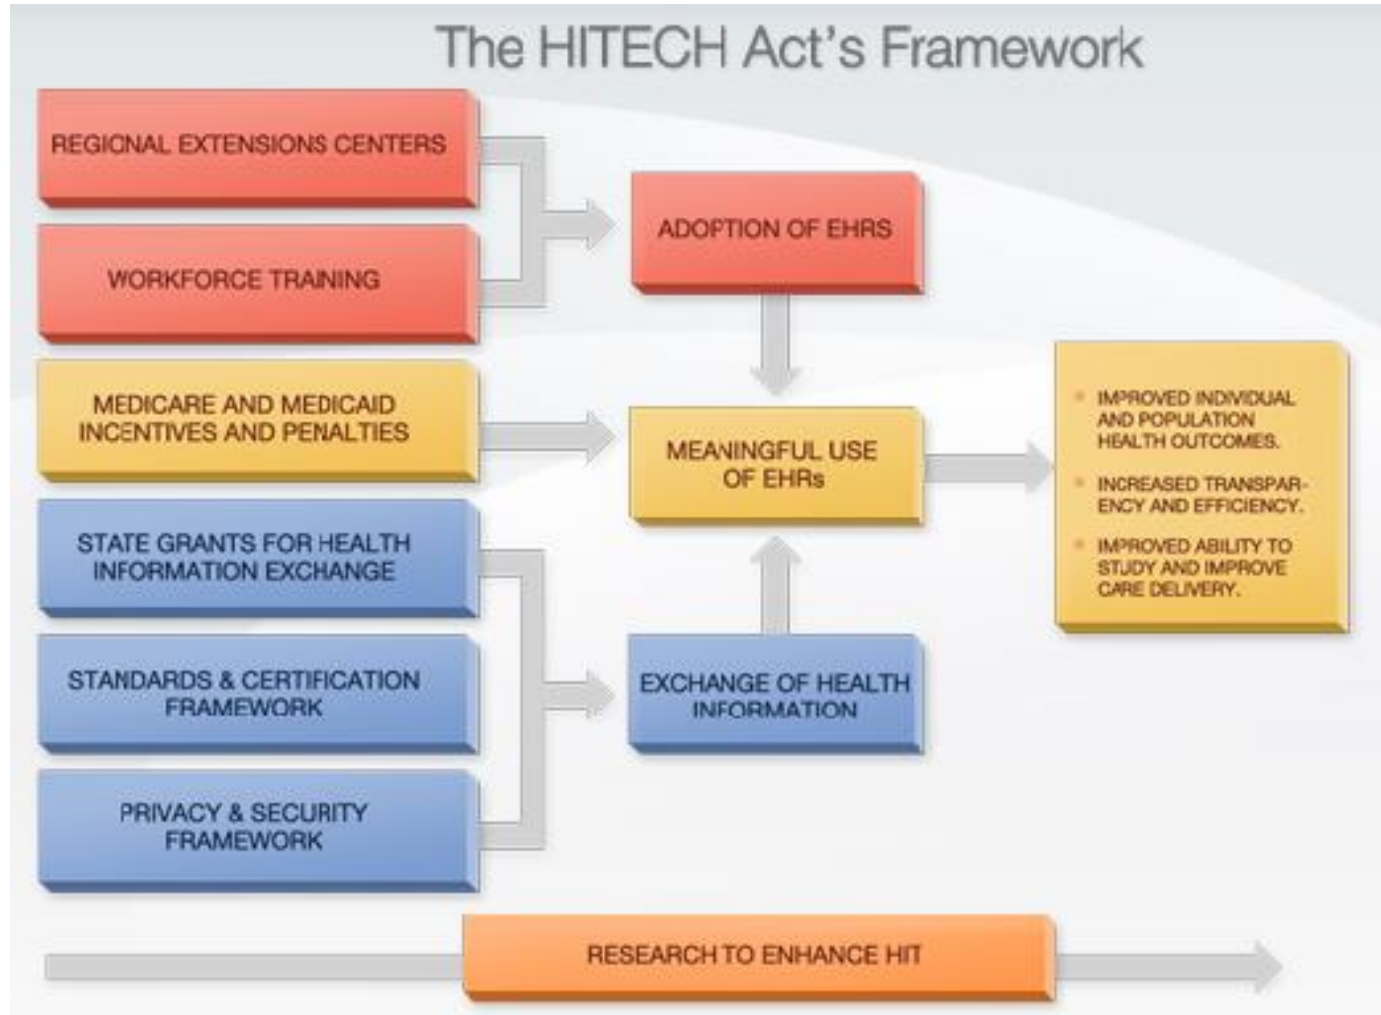 The HITECH Act's Framework
REGIONAL EXTENSIONS CENTERS
WORKFORCE TRAINING
MEDICARE AND MEDICAID
INCENTIVES AND PENALTIES
STATE GRANTS FOR HEALTH
INFORMATION EXCHANGE
STANDARDS & CERTIFICATION
FRAMEWORK
PRIVACY & SECURITY
FRAMEWORK
ADOPTION OF EHRS
MEANINGFUL USE
OF EHRs
EXCHANGE OF HEALTH
INFORMATION
IMPROVED INDIVIDUAL
AND POPULATION
HEALTH OUTCOMES.
INCREASED TRANSPAR-
ENCY AND EFFICIENCY.
IMPROVED ABILITY TO
STUDY AND IMPROVE
CARE DELIVERY.
RESEARCH TO ENHANCE HIT